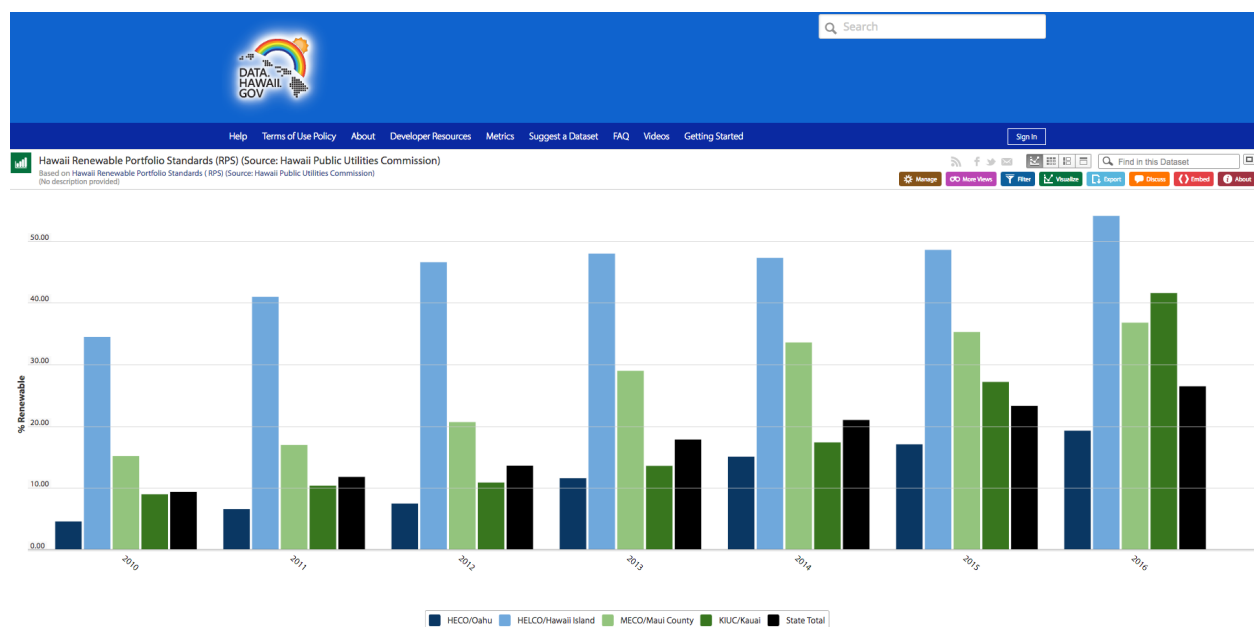 Search
DATA.
HAWAII.
GOV
Help Terms of Use Policy About Developer Resources Metrics Suggest a Dataset FAQ Videos Getting Started Sign In
Hawaii Renewable Portfolio Standards (RPS) (Source: Hawaii Public Utilities Commission)
Based on Hawaii Renewable Portfolio Standards ( RPS) (Source: Hawaii Public Utilities Commission)
(No description provided)
Find in this Dataset
Manage More Views Filter Visualize Export Discuss Embed About
% Renewable
50.00
40.00
30.00
20.00
10.00
0.00
2010 2011 2012 2013 2014 2015 2016
HECO/Oahu HELCO/Hawaii Island MECO/Maui County KIUC/Kauai State Total